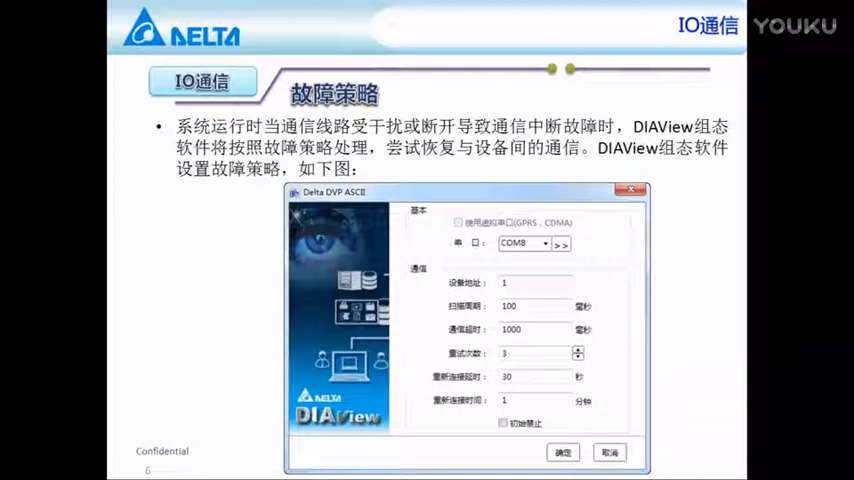 DELTA
IO通信
YOUKU
IO通信
故障策略
• 系统运行时当通信线路受干扰或断开导致通信中断故障时，DIAView组态
软件将按照故障策略处理，尝试恢复与设备间的通信。DIAView组态软件
设置故障策略，如下图：
Delta DVP ASCII
基本
使用虚拟串口(GPRS，CDMA)
串 口： COM8 >>
通信
设备地址： 1
扫描周期： 100 毫秒
通信超时： 1000 毫秒
重试次数： 3
重新连接延时： 30 秒
重新连接时间： 1 分钟
初始禁止
DELTA
DIAView
确定 取消
Confidential
6